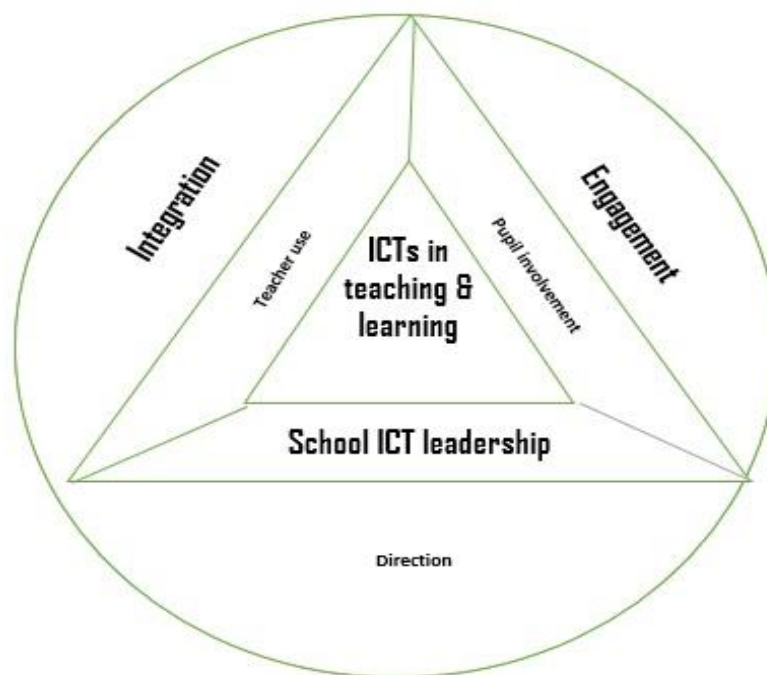 Integration
Engagement
Teacher use
Pupil involvement
ICTs in
teaching &
learning
School ICT leadership
Direction